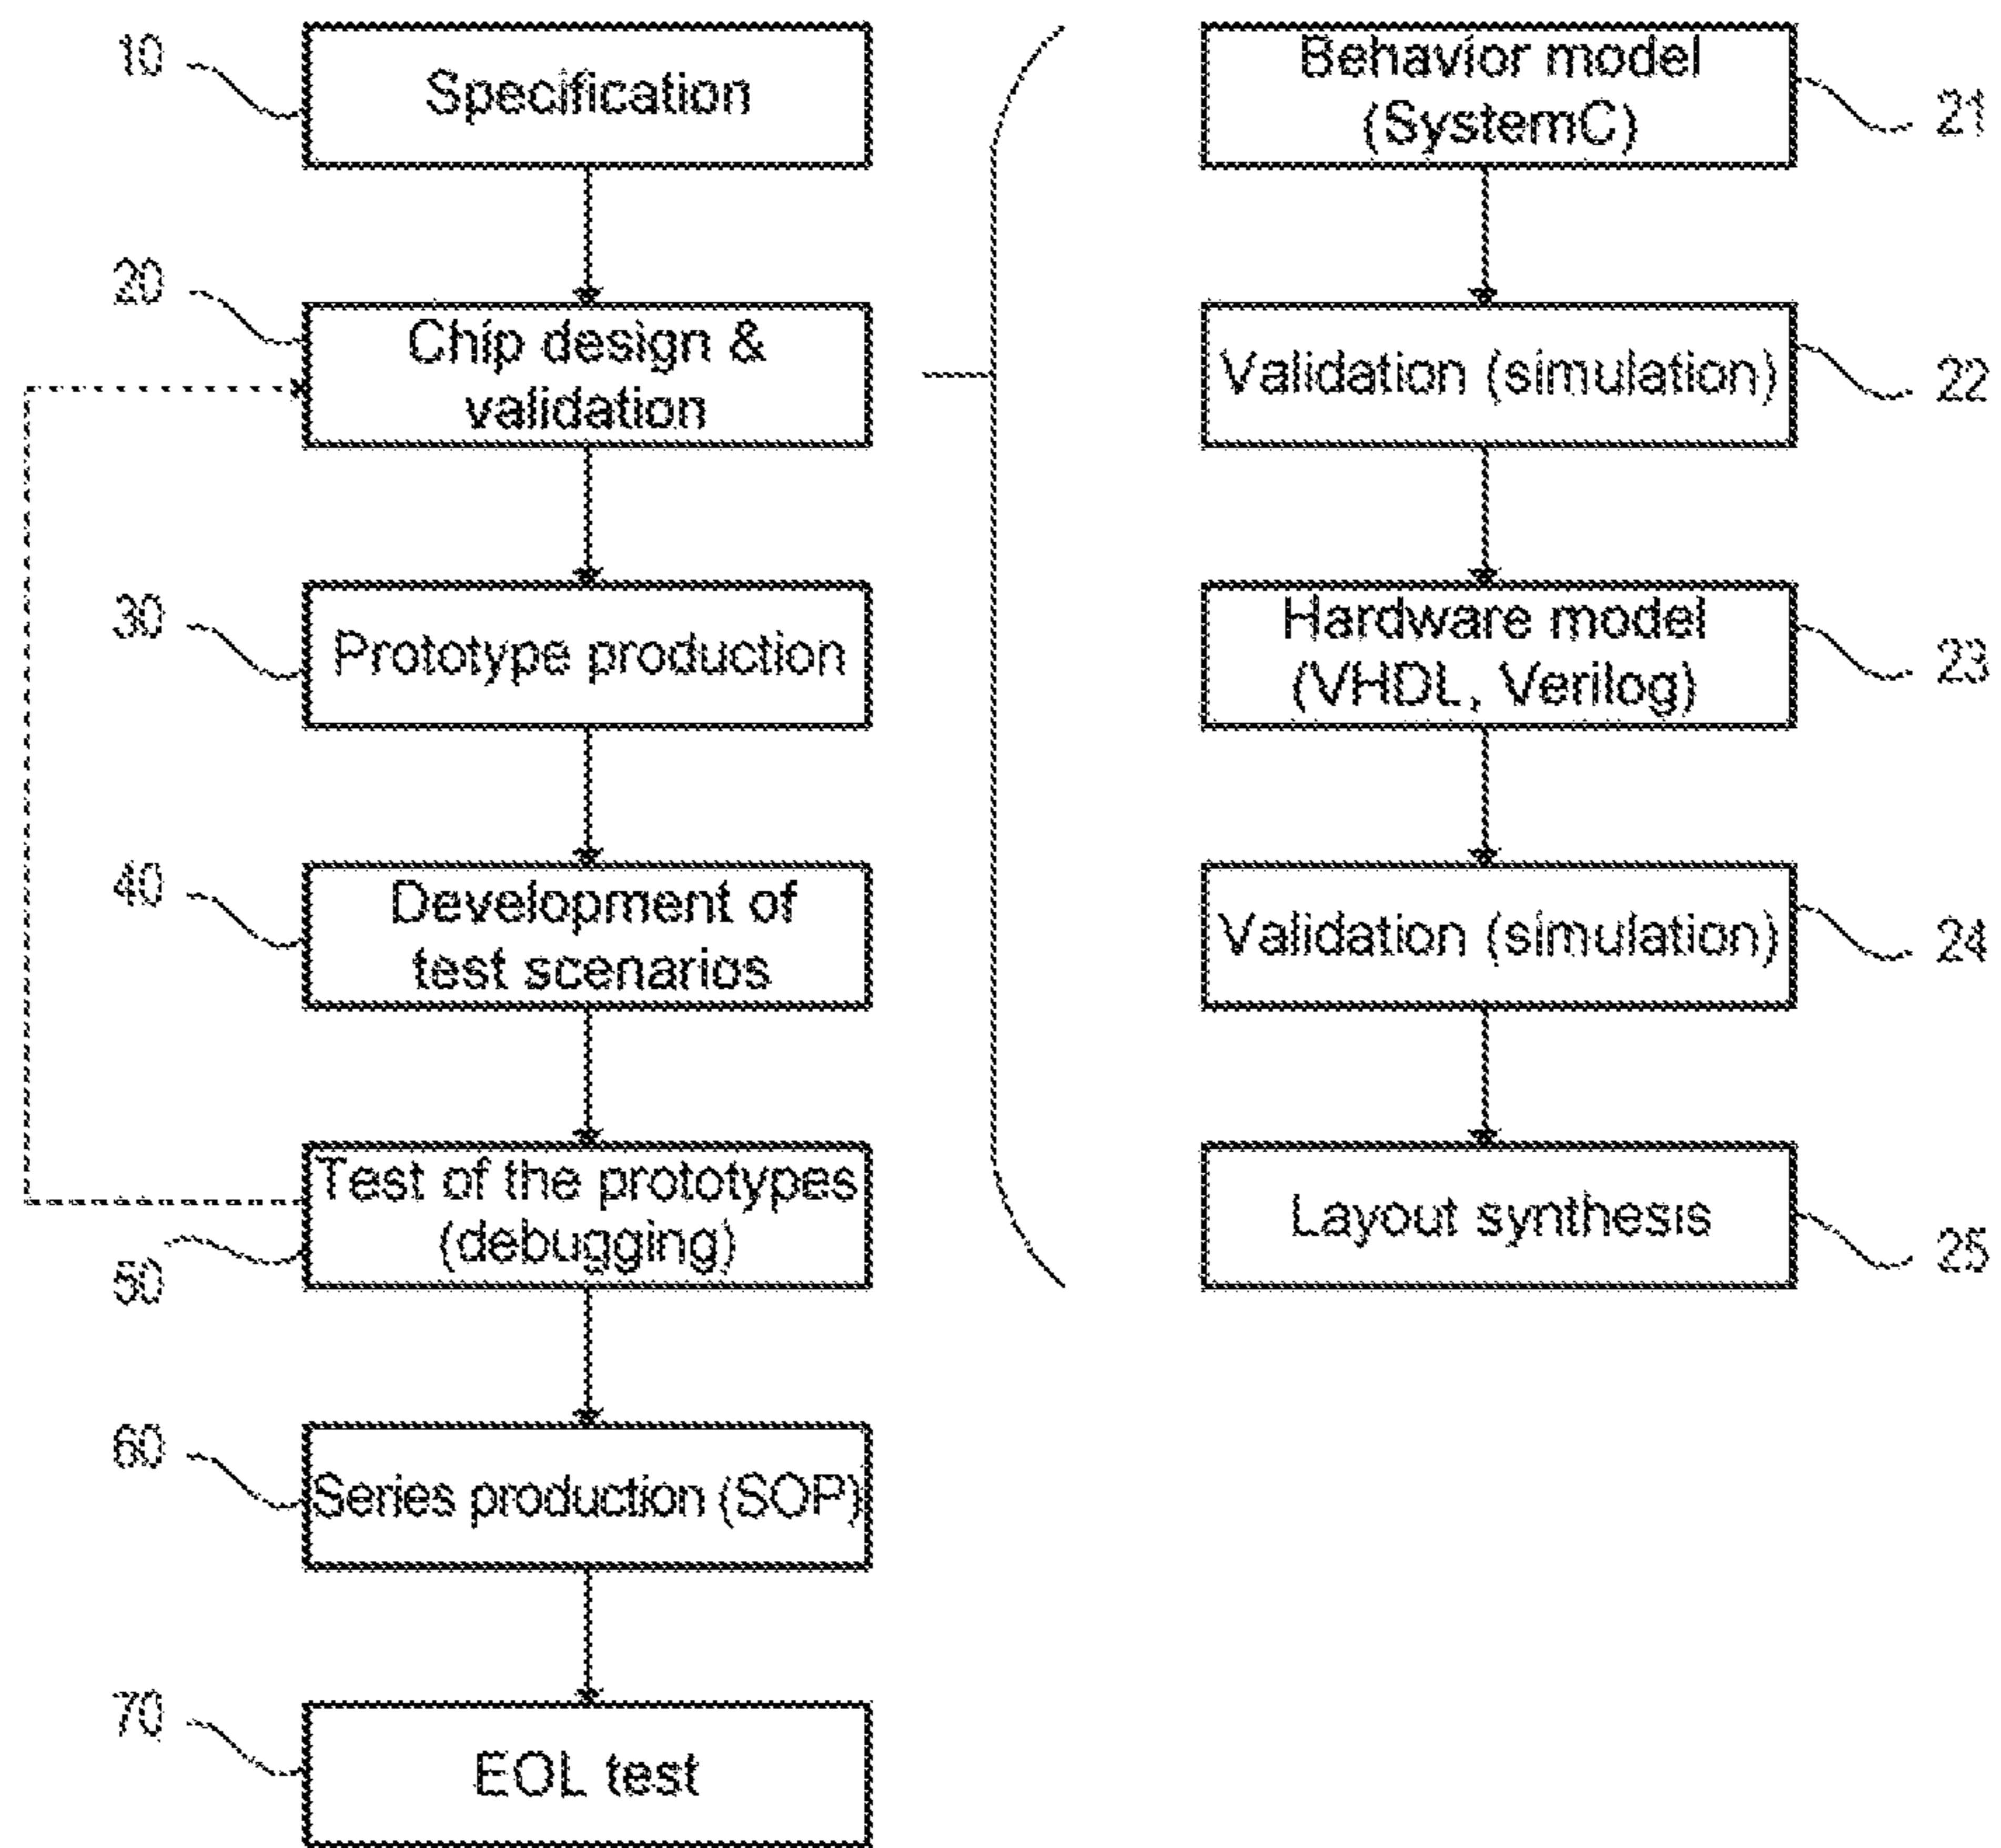 10
Specification
20
Chip design &
validation
30
Prototype production
40
Development of
test scenarios
50
Test of the prototypes
(debugging)
60
Series production (SOP)
70
EOL test
Behavior model
(SystemC)
21
Validation (simulation)
22
Hardware model
(VHDL, Verilog)
23
Validation (simulation)
24
Layout synthesis
25